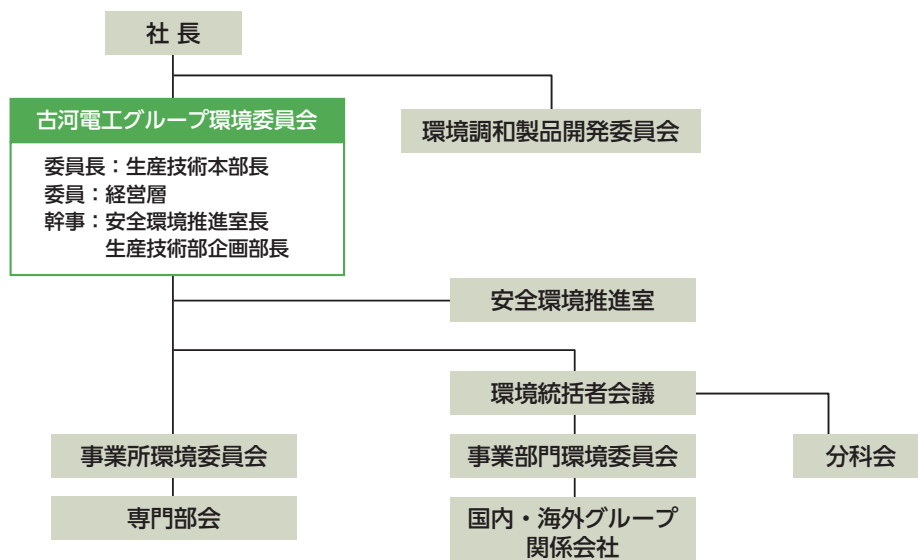 社 長
古河電工グループ環境委員会
環境調和製品開発委員会
委員長：生産技術本部長
委員：経営層
幹事：安全環境推進室長
生産技術部企画部長
安全環境推進室
環境統括者会議
事業所環境委員会
事業部門環境委員会
分科会
専門部会
国内・海外グループ
関係会社